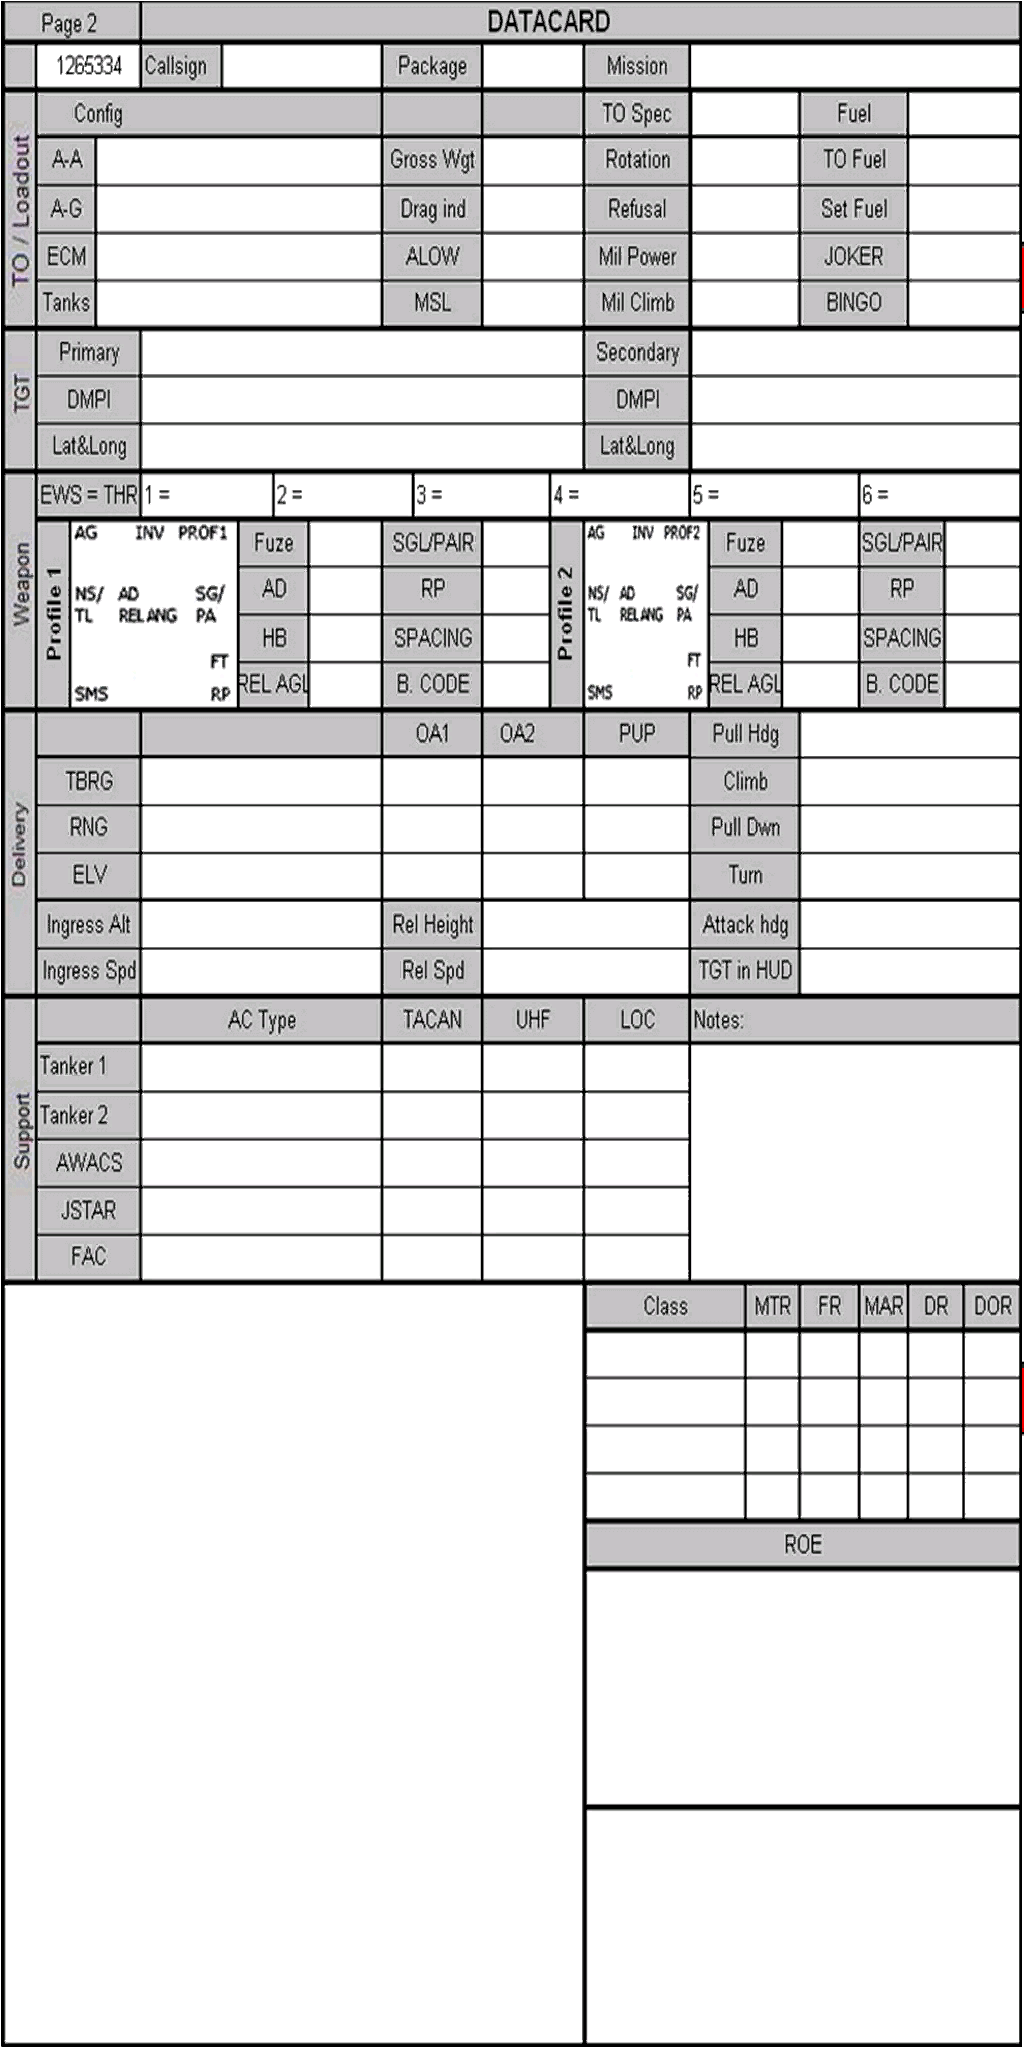 Page 2 DATACARD
1265334 Callsign Package Mission
TO / Loadout
Config TO Spec Fuel
A-A Gross Wgt Rotation TO Fuel
A-G Drag ind Refusal Set Fuel
ECM ALOW Mil Power JOKER
Tanks MSL Mil Climb BINGO
TGT
Primary Secondary
DMPI DMPI
Lat&Long Lat&Long
Weapon
EWS = THR 1 = 2 = 3 = 4 = 5 = 6 =
Profile 1
AG INV PROF1
NS/ AD SG/
TL REL ANG PA
FT
SMS RP
Fuze SGL/PAIR
AD RP
HB SPACING
REL AGL B. CODE
Profile 2
AG INV PROF2
NS/ AD SG/
TL REL ANG PA
FT
SMS RP
Fuze SGL/PAIR
AD RP
HB SPACING
REL AGL B. CODE
Delivery
OA1 OA2 PUP Pull Hdg
TBRG Climb
RNG Pull Dwn
ELV Turn
Ingress Alt Rel Height Attack hdg
Ingress Spd Rel Spd TGT in HUD
Support
AC Type TACAN UHF LOC Notes:
Tanker 1
Tanker 2
AWACS
JSTAR
FAC
Class MTR FR MAR DR DOR
ROE